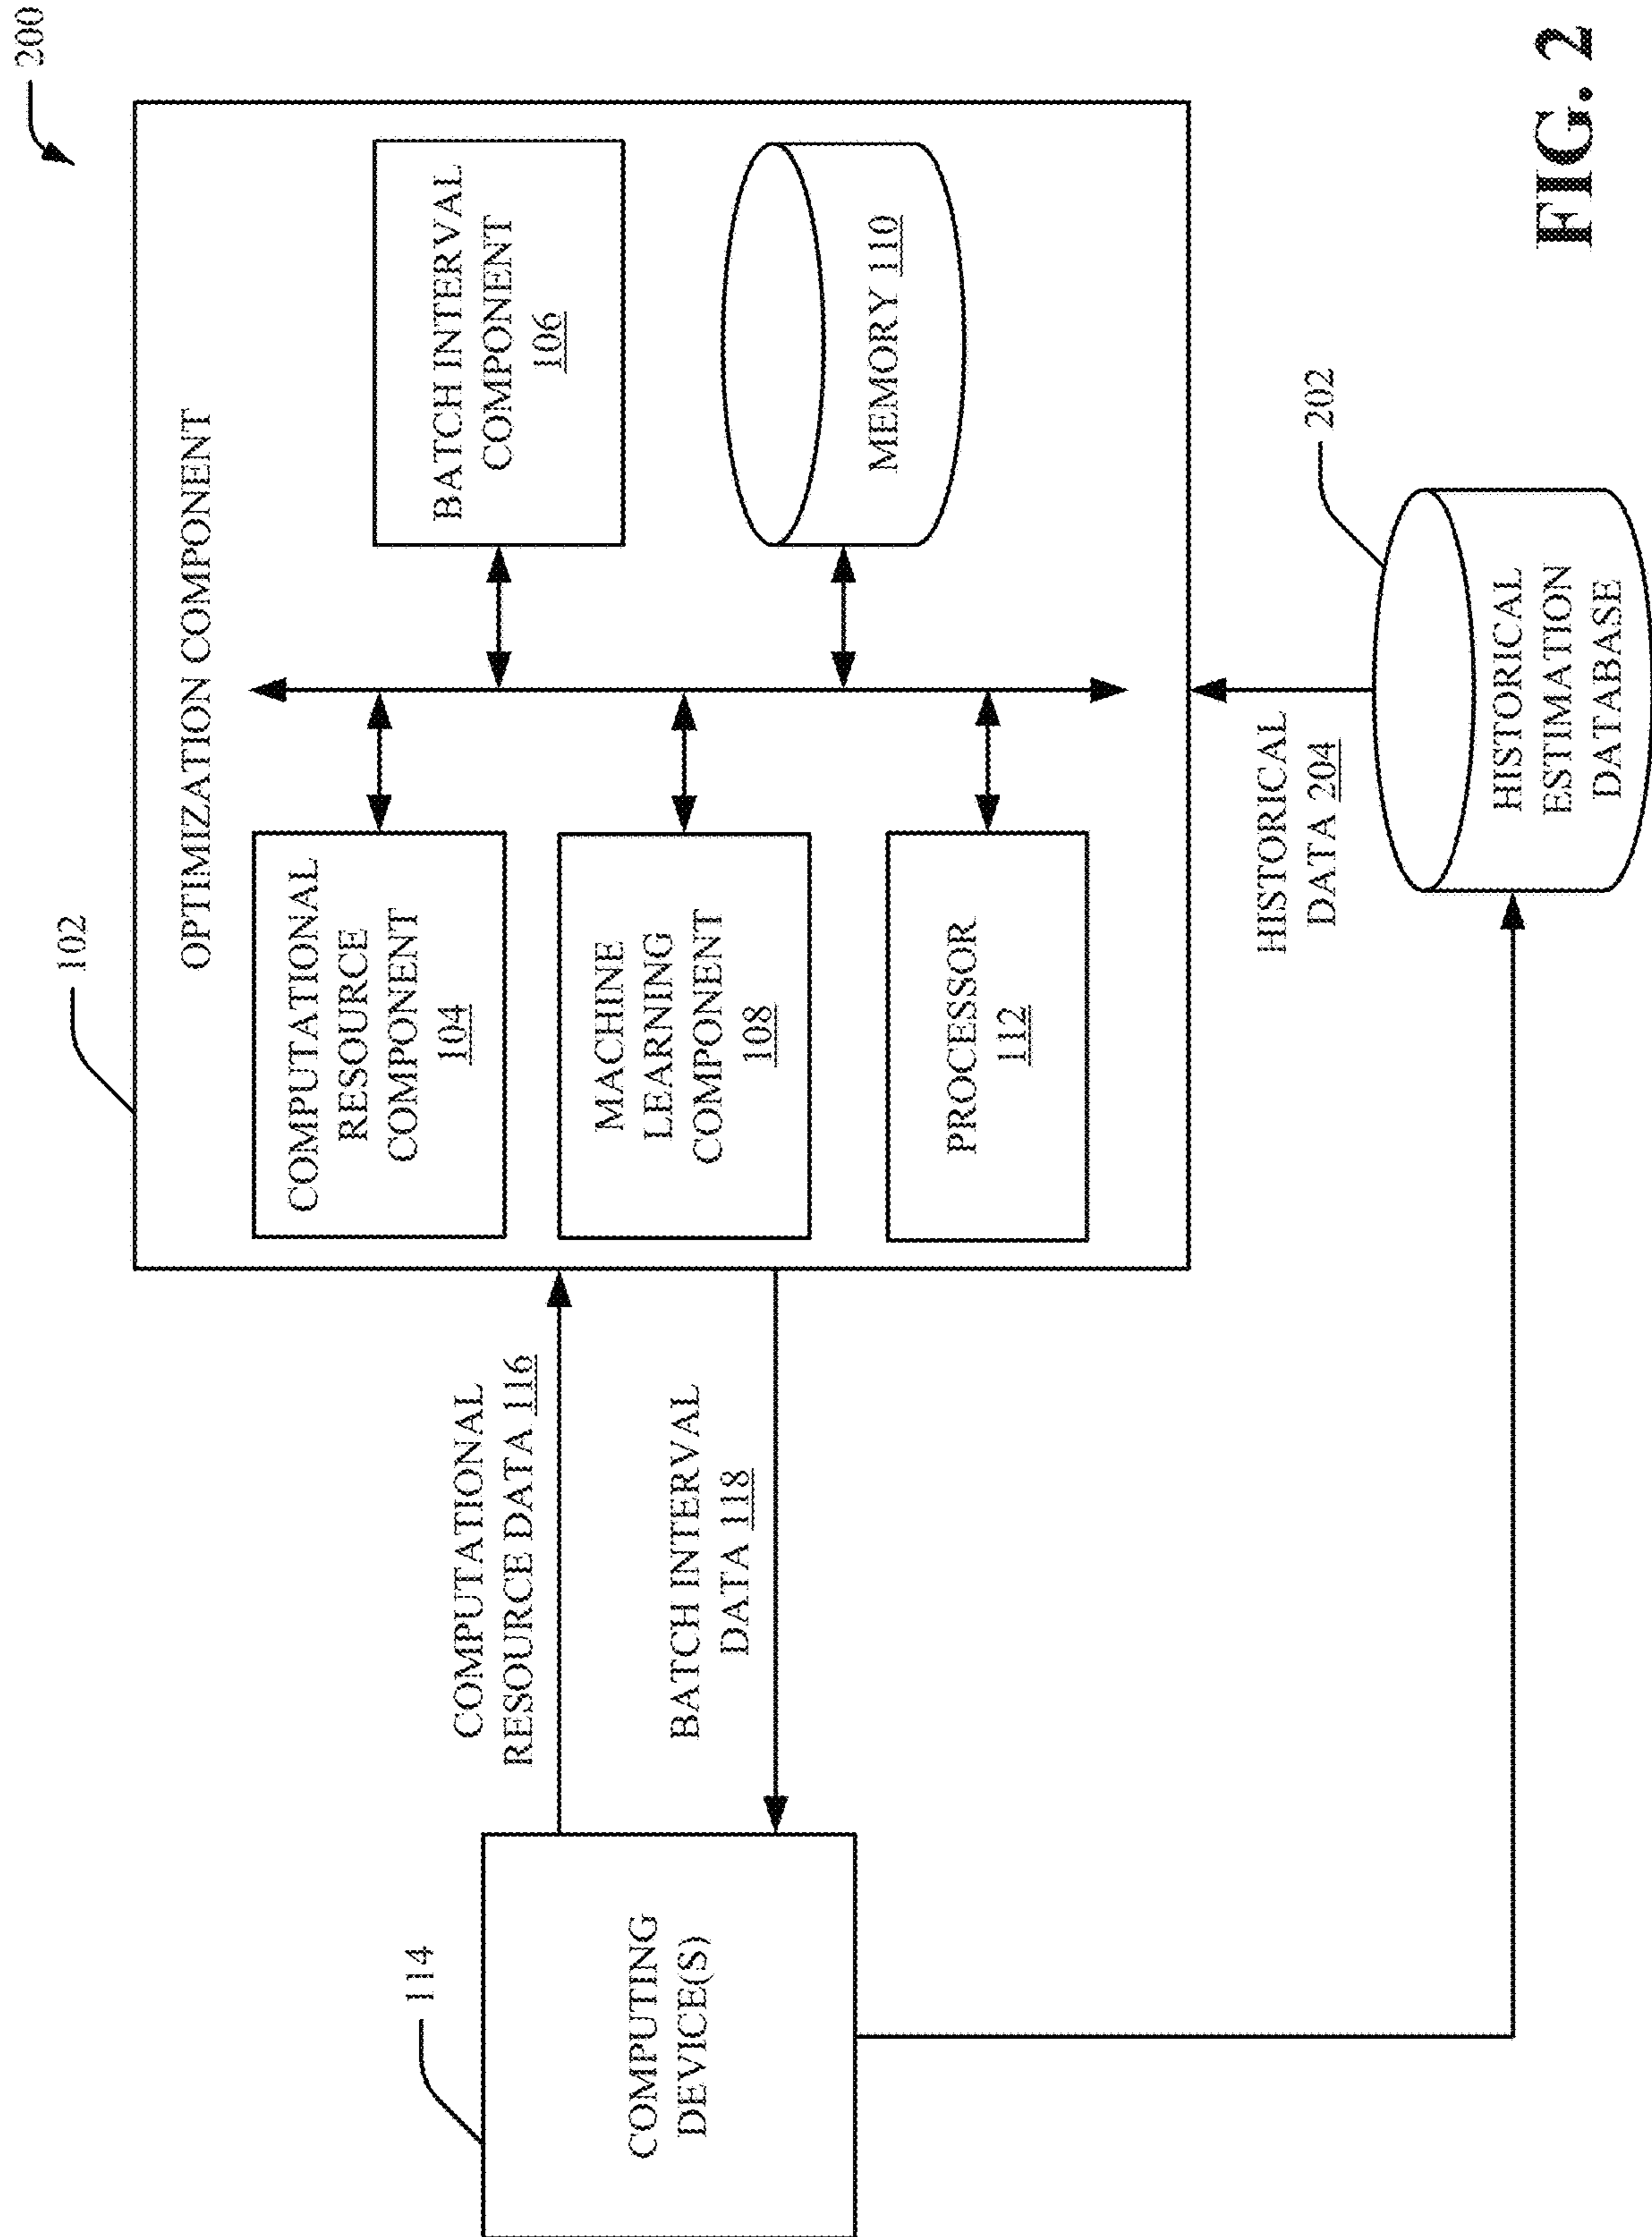 200
102
OPTIMIZATION COMPONENT
COMPUTATIONAL
RESOURCE
COMPONENT
104
BATCH INTERVAL
COMPONENT
106
MACHINE
LEARNING
COMPONENT
108
MEMORY 110
PROCESSOR
112
114
COMPUTING
DEVICE(S)
COMPUTATIONAL
RESOURCE DATA 116
BATCH INTERVAL
DATA 118
HISTORICAL
DATA 204
202
HISTORICAL
ESTIMATION
DATABASE
FIG. 2